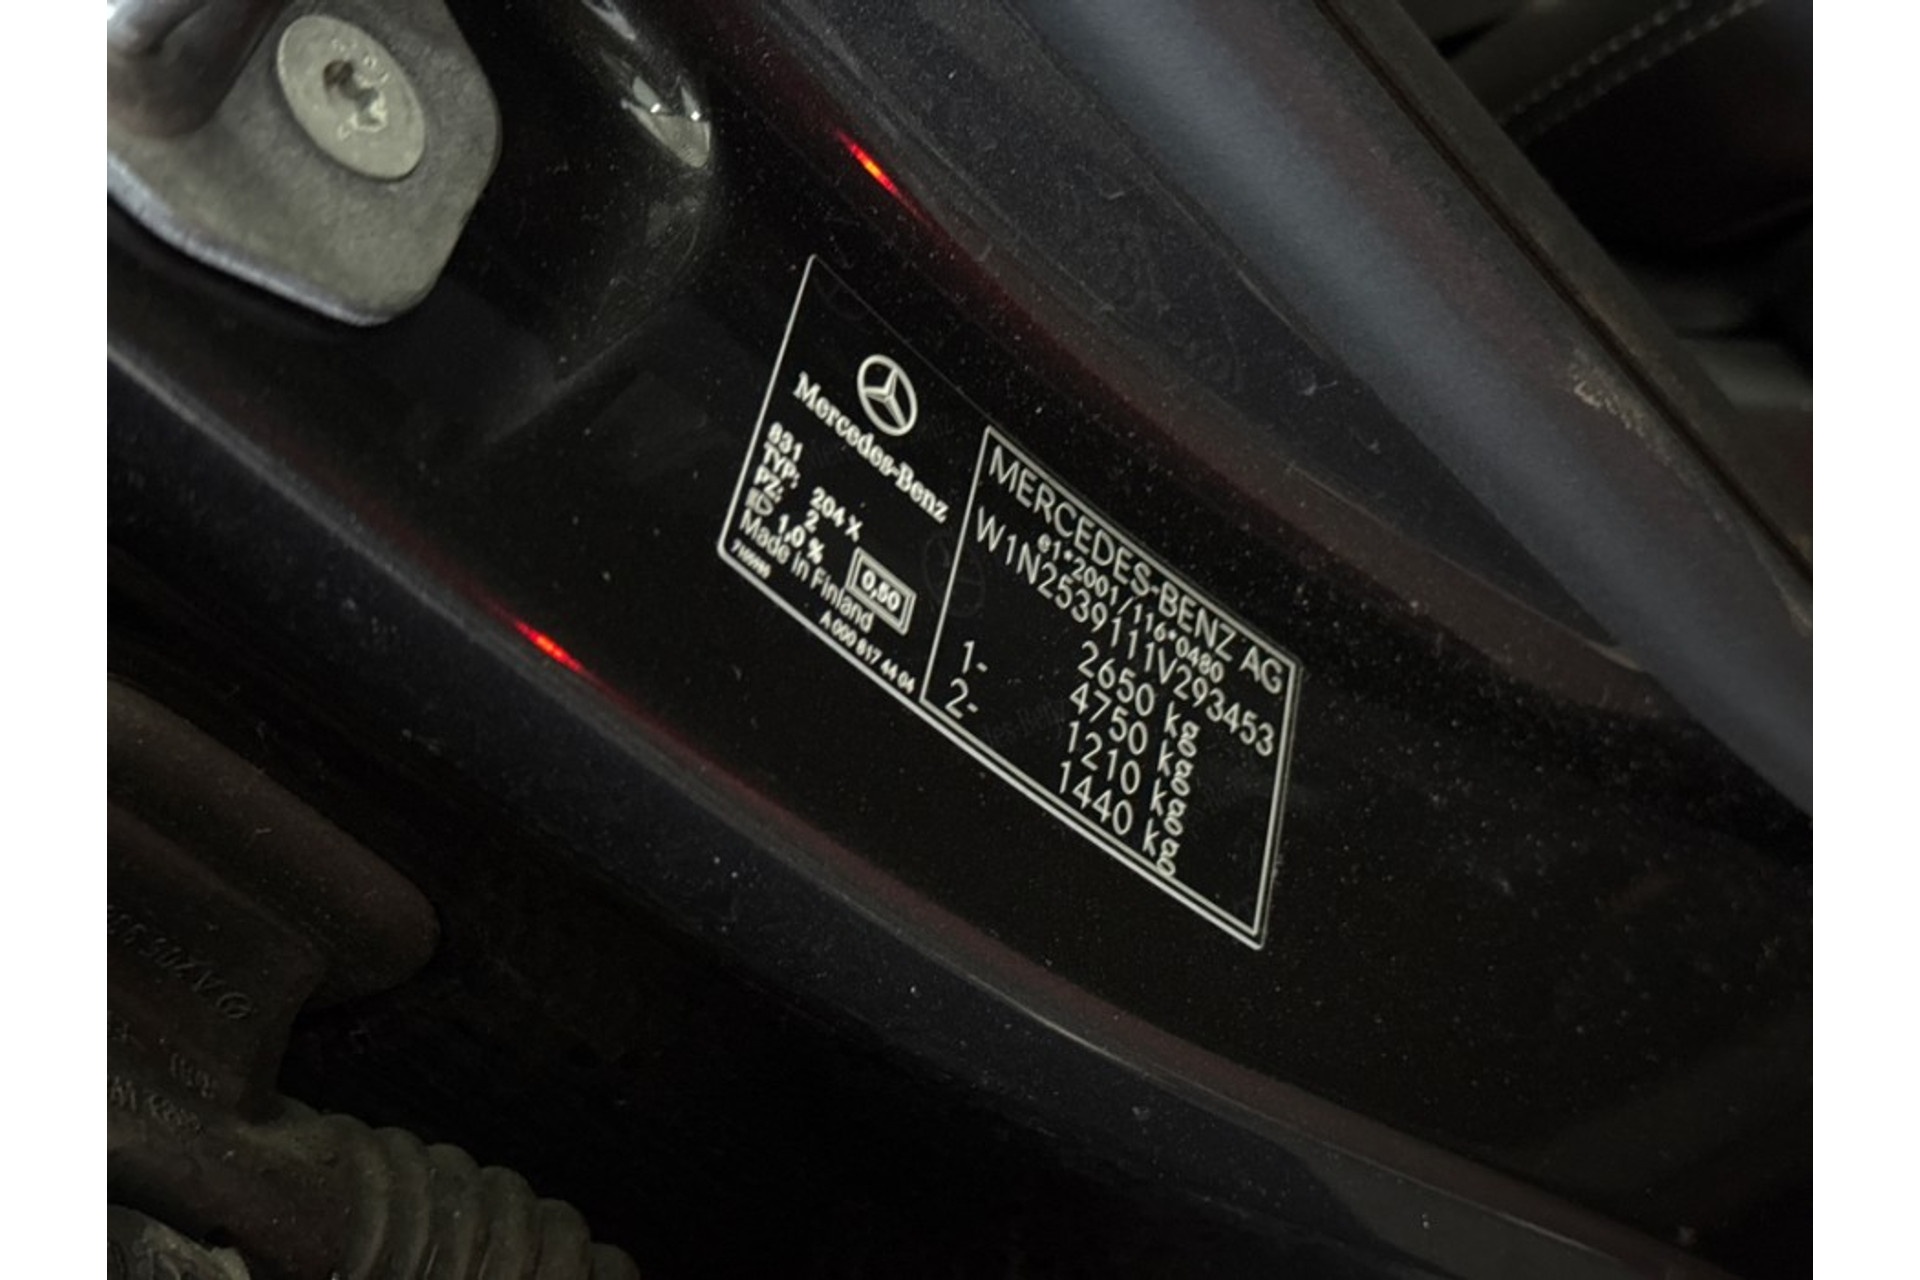 Mercedes-Benz
831
TYP: 204 X
PZ: 2
1,0 %
Made in Finland
0,50
A 000 817 44 04
MERCEDES-BENZ AG
e1*2001/116*0480
W1N2539111V293453
2650 kg
4750 kg
1- 1210 kg
2- 1440 kg